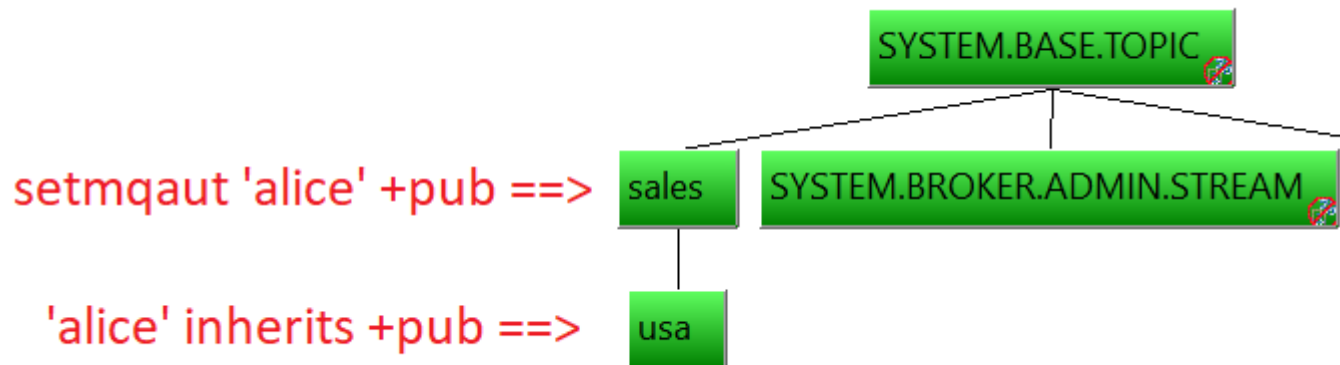 SYSTEM.BASE.TOPIC
setmqaut 'alice' +pub ==> sales SYSTEM.BROKER.ADMIN.STREAM
'alice' inherits +pub ==> usa